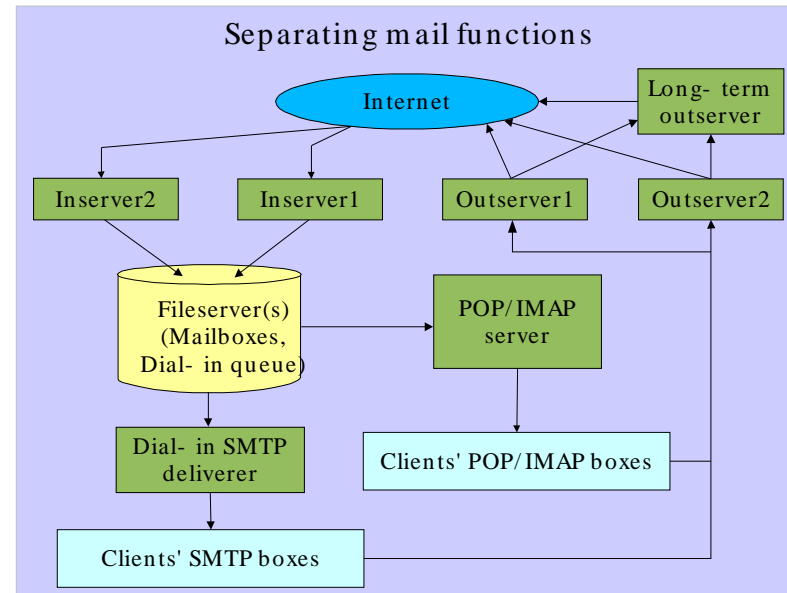 Separating mail functions
Internet
Long- term
outserver
Inserver2
Inserver1
Outserver1
Outserver2
Fileserver(s)
(Mailboxes,
Dial- in queue)
POP/IMAP
server
Dial- in SMTP
deliverer
Clients' POP/IMAP boxes
Clients' SMTP boxes